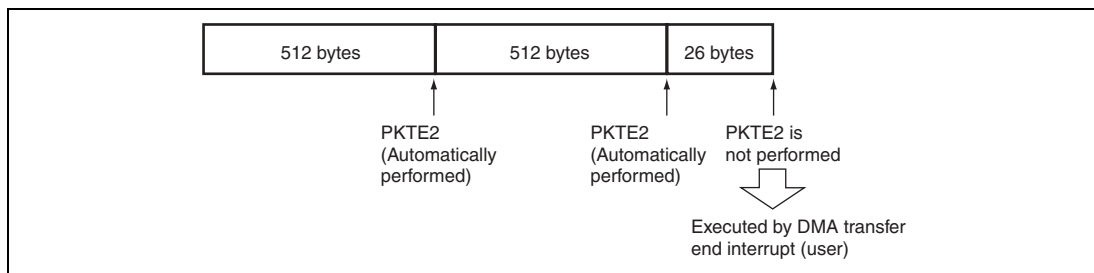 512 bytes
512 bytes
26 bytes
PKTE2
(Automatically
performed)
PKTE2
(Automatically
performed)
PKTE2 is
not performed
Executed by DMA transfer
end interrupt (user)